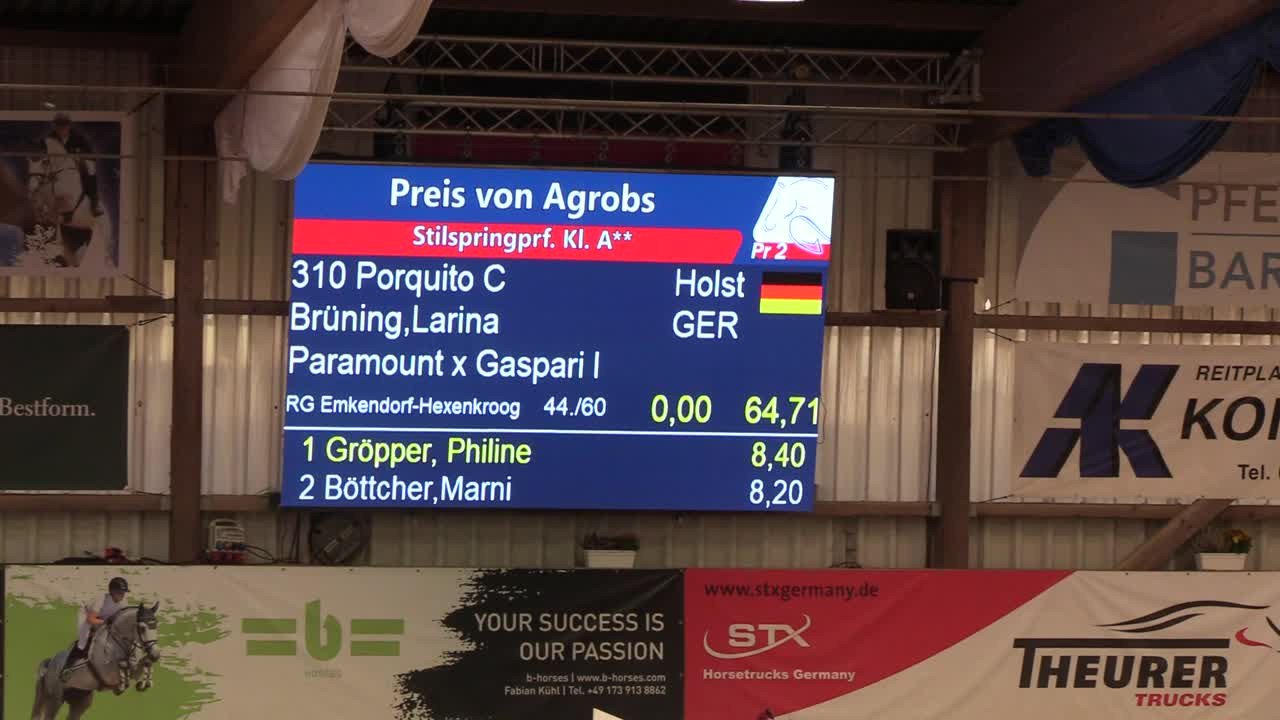 Preis von Agrobs
Stilspringprf. Kl. A**
Pr 2
310 Porquito C Holst
Brüning,Larina GER
Paramount x Gaspari I
RG Emkendorf-Hexenkroog 44./60 0,00 64,71
1 Gröpper, Philine 8,40
2 Böttcher,Marni 8,20
Bestform.
PFE
BAR
REITPLA
KO
Tel.
b
HORSES
YOUR SUCCESS IS
OUR PASSION
b-horses | www.b-horses.com
Fabian Kühl | Tel. +49 173 913 8862
www.stxgermany.de
STX
Horsetrucks Germany
THEURER
TRUCKS